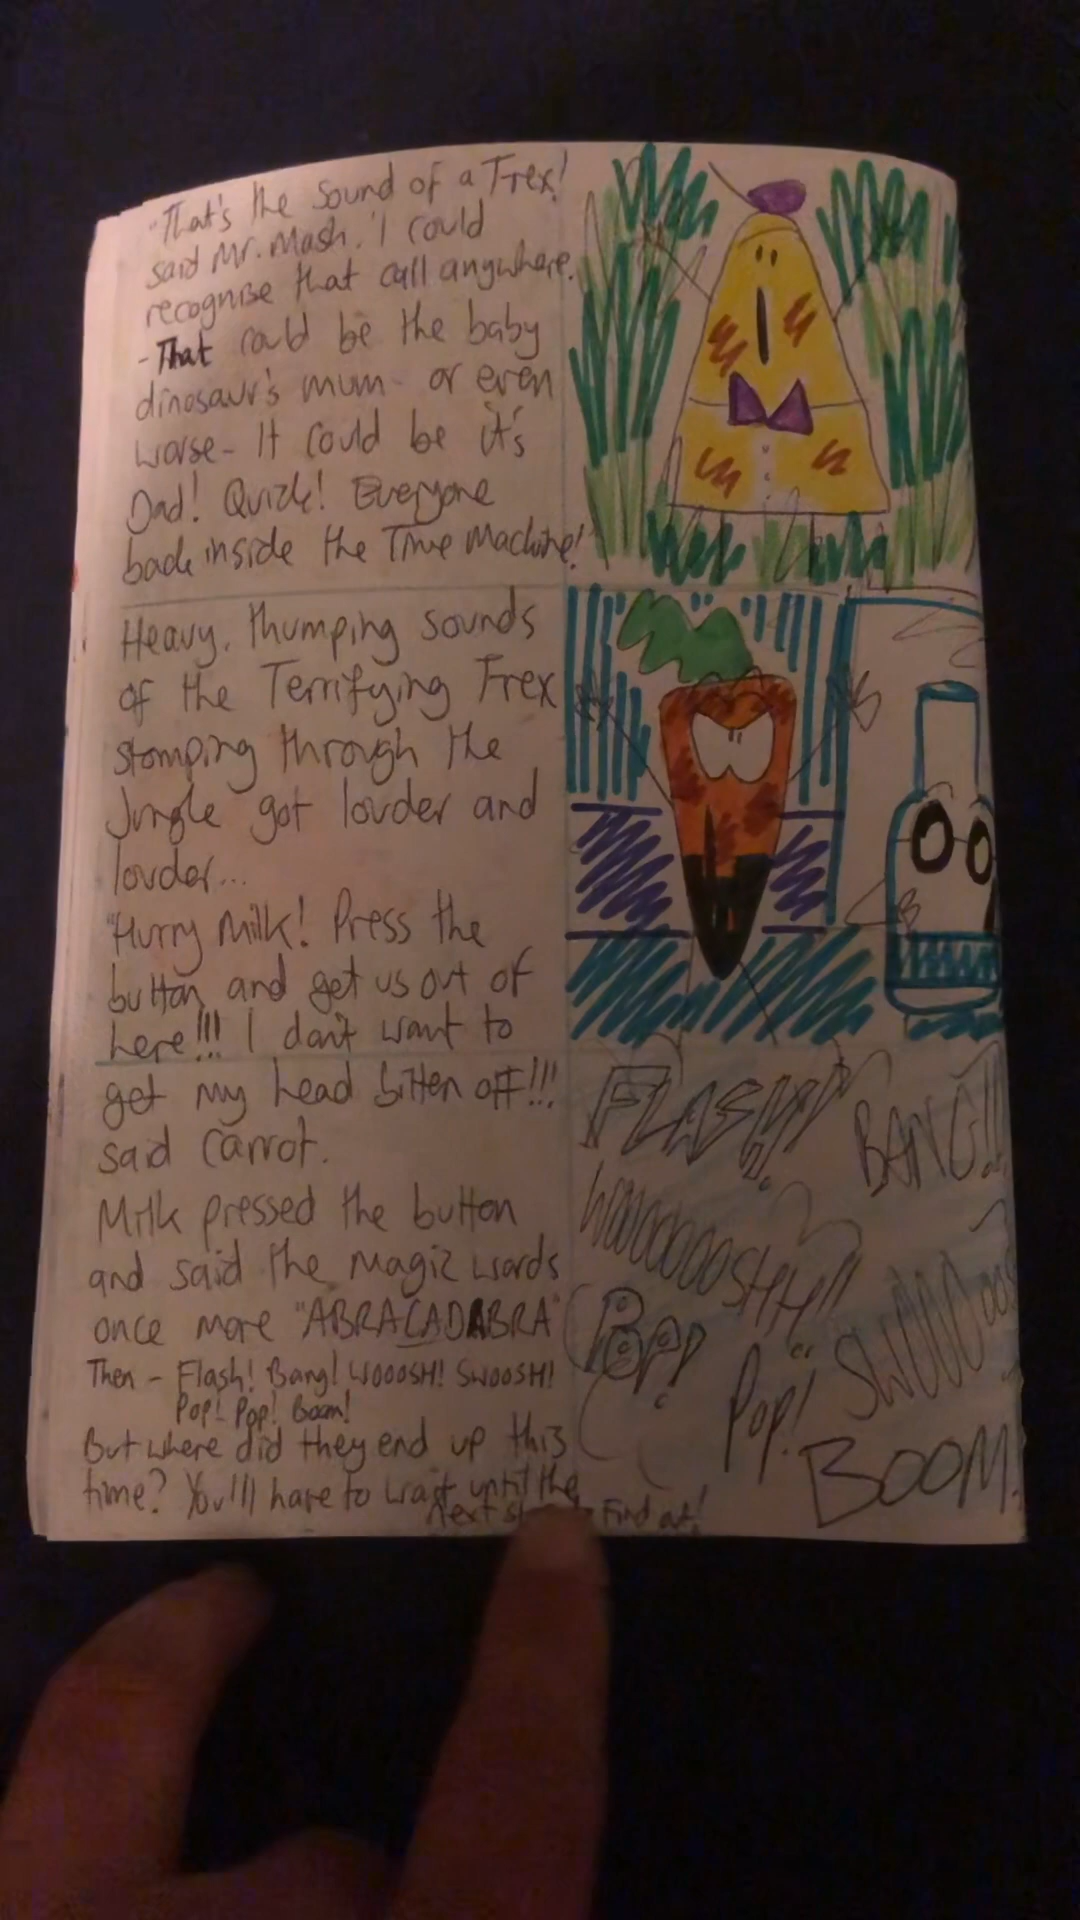 "That's the sound of a Trex!
said Mr. Mash. 'I could
recognise that call anywhere.
- That could be the baby
dinosaur's mum - or even
worse - It could be it's
Dad! Quick! Everyone
back inside the Time Machine!'
Heavy, thumping sounds
of the Terrifying Trex
stomping through the
Jungle got louder and
louder...
"Hurry Milk! Press the
button and get us out of
here!!! I don't want to
get my head bitten off!!!
said Carrot.
Milk pressed the button
and said the magic words
once more "ABRACADABRA"
Then - Flash! Bang! WOOOSH! SWOOSH!
Pop! Pop! Boom!
But where did they end up this
time? You'll have to wait until the
Next Find out!
FLASH!!
BANG!!!
WOOOOOOOSHH!!
POP!
Pop!
BOOM!